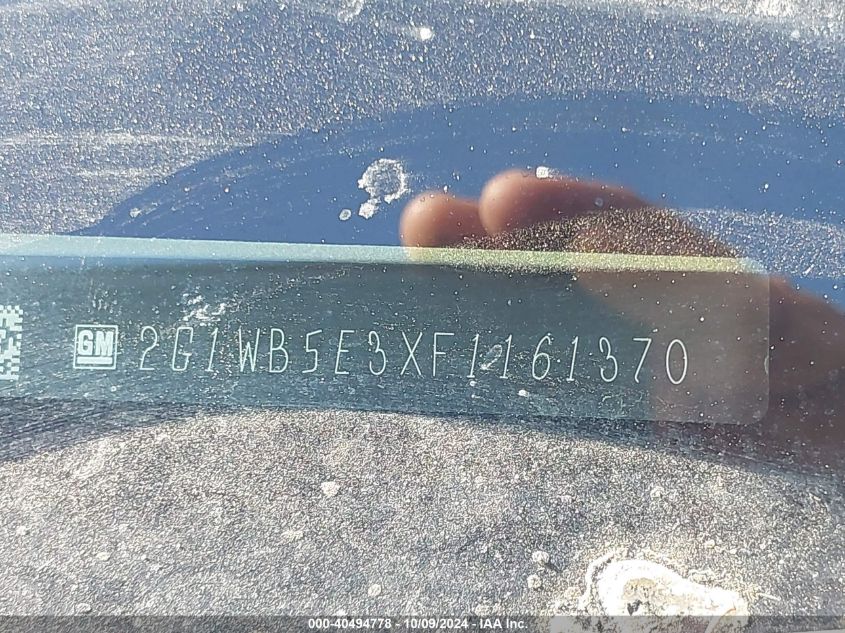 GM 2G1WB5E3XF1161370
000-40494778 - 10/09/2024 - IAA Inc.